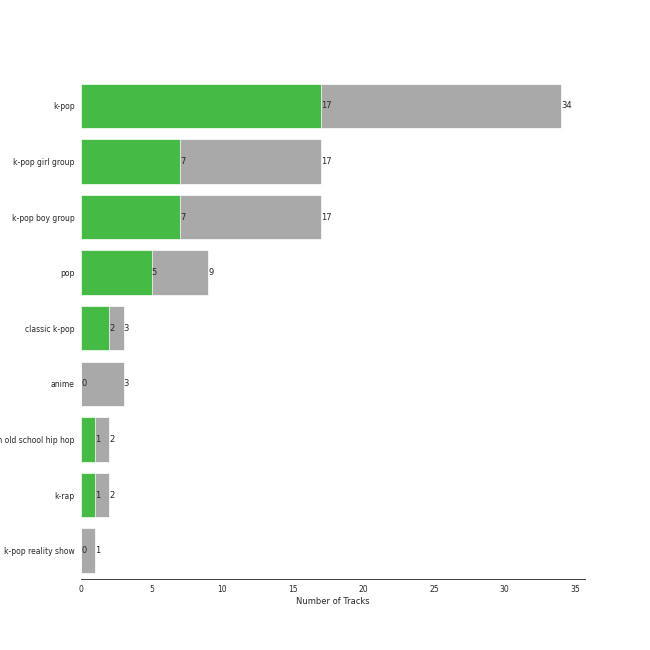 k-pop 17 34
k-pop girl group 7 17
k-pop boy group 7 17
pop 5 9
classic k-pop 2 3
anime 0 3
old school hip hop 1 2
k-rap 1 2
k-pop reality show 0 1
0 5 10 15 20 25 30 35
Number of Tracks